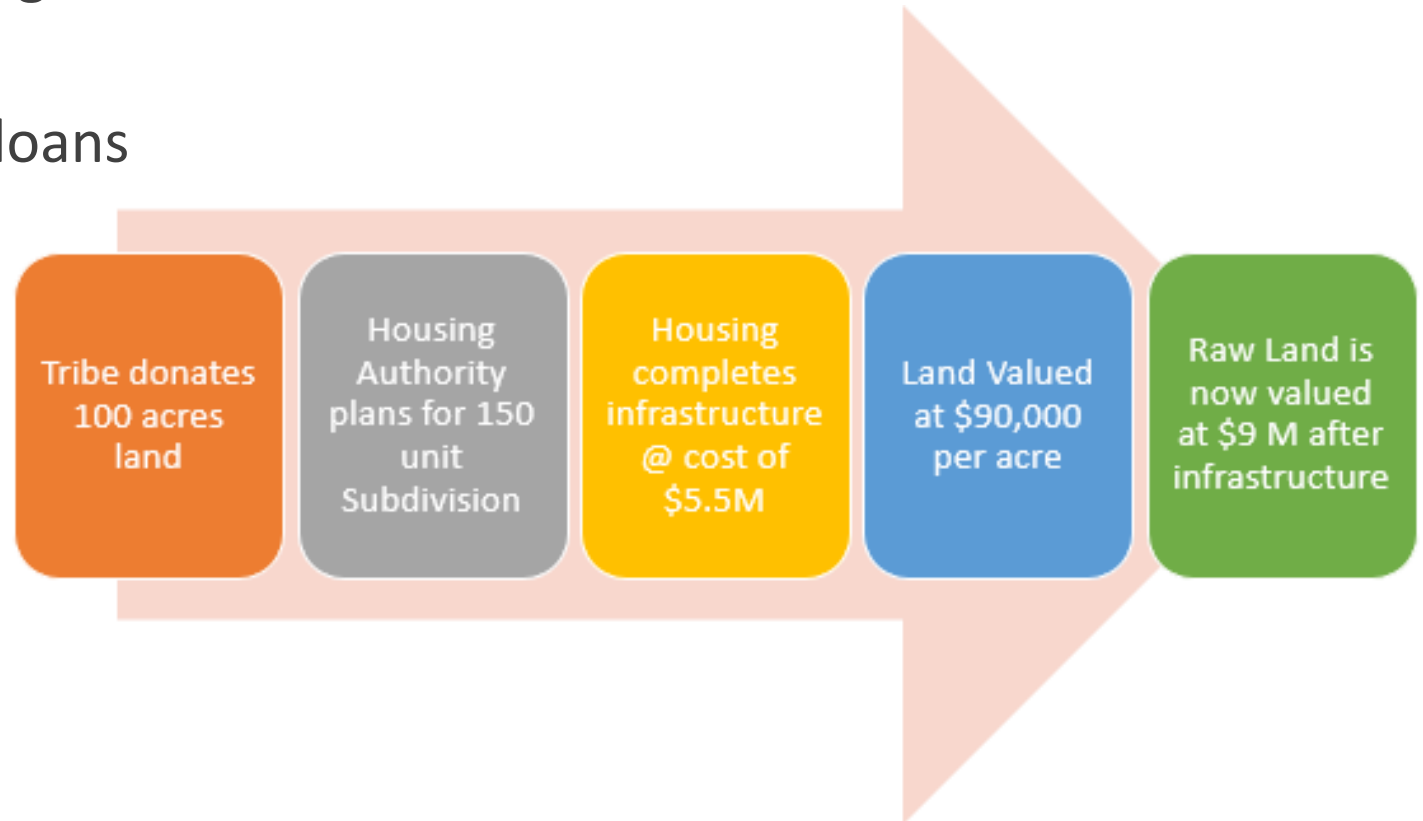 loans
Tribe donates
100 acres
land
Housing
Authority
plans for 150
unit
Subdivision
Housing
completes
infrastructure
@ cost of
$5.5M
Land Valued
at $90,000
per acre
Raw Land is
now valued
at $9 M after
infrastructure